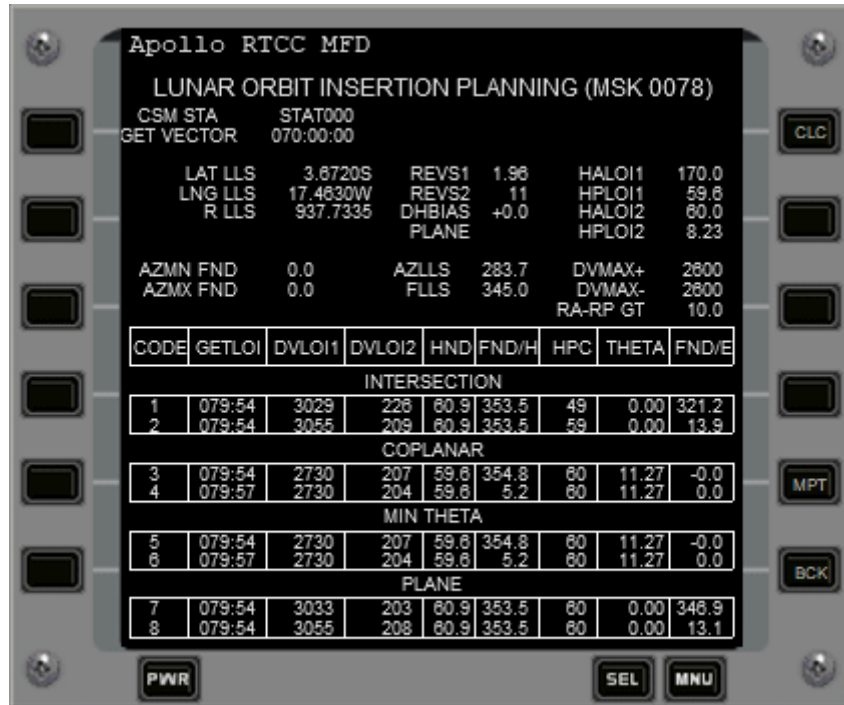 Apollo RTCC MFD
LUNAR ORBIT INSERTION PLANNING (MSK 0078)
CSM STA STAT000
GET VECTOR 070:00:00
CLC
LAT LLS 3.6720S REVS1 1.96 HALOI1 170.0
LNG LLS 17.4630W REVS2 11 HPLOI1 59.6
R LLS 937.7335 DHBIAS +0.0 HALOI2 60.0
PLANE HPLOI2 8.23
AZMN FND 0.0 AZLLS 283.7 DVMAX+ 2600
AZMX FND 0.0 FLLS 345.0 DVMAX- 2600
RA-RP GT 10.0
CODE GETLOI DVLOI1 DVLOI2 HND FND/H HPC THETA FND/E
INTERSECTION
1 079:54 3029 226 60.9 353.5 49 0.00 321.2
2 079:54 3055 209 60.9 353.5 59 0.00 13.9
COPLANAR
3 079:54 2730 207 59.6 354.8 60 11.27 -0.0
4 079:57 2730 204 59.6 5.2 60 11.27 0.0
MPT
MIN THETA
5 079:54 2730 207 59.6 354.8 60 11.27 -0.0
6 079:57 2730 204 59.6 5.2 60 11.27 0.0
BCK
PLANE
7 079:54 3033 203 60.9 353.5 60 0.00 346.9
8 079:54 3055 208 60.9 353.5 60 0.00 13.1
PWR SEL MNU